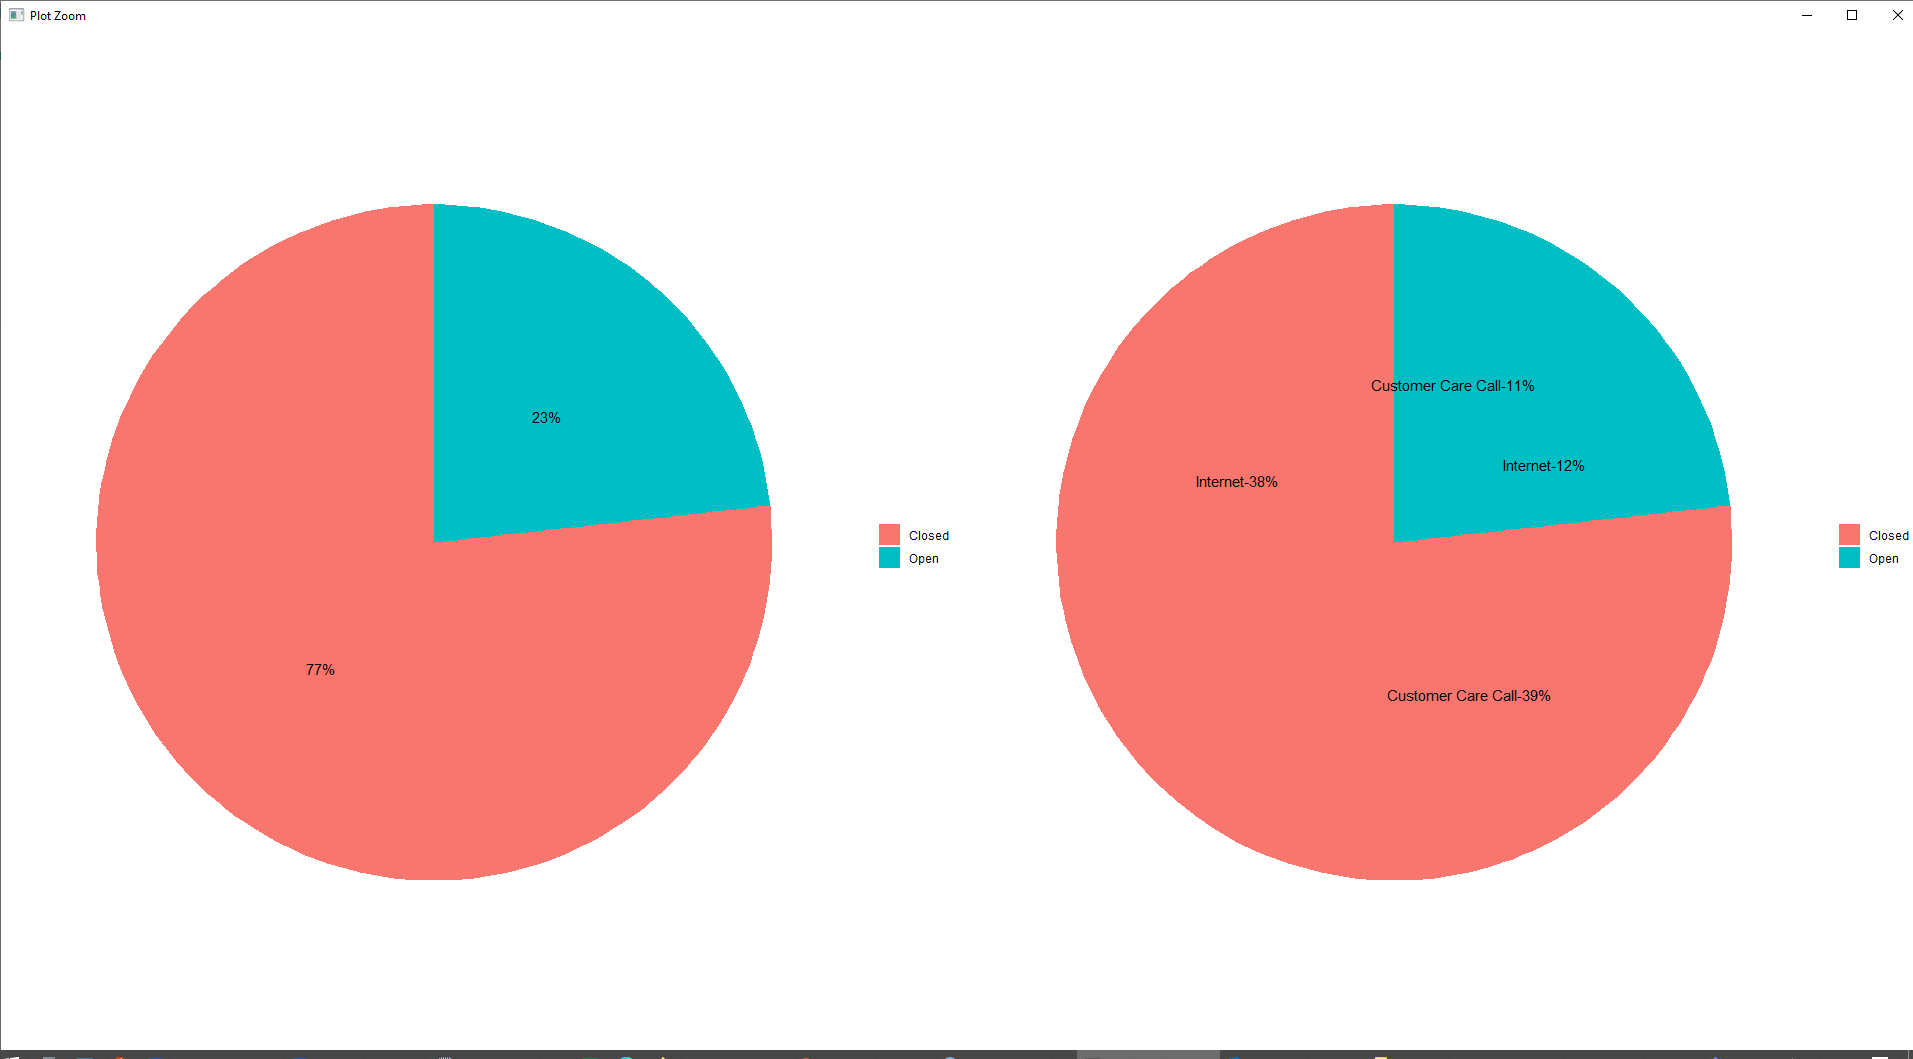 Plot Zoom
23%
77%
Closed
Open
Customer Care Call-11%
Internet-12%
Internet-38%
Customer Care Call-39%
Closed
Open